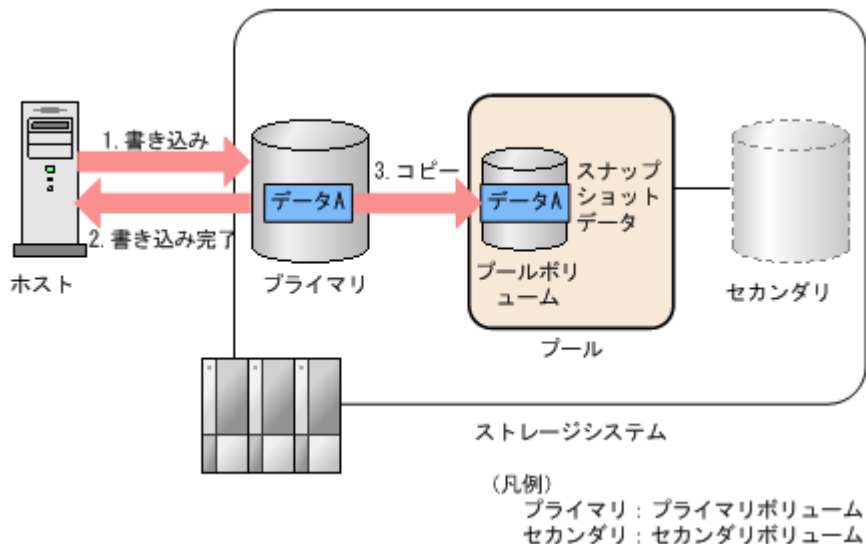 1.書き込み
2.書き込み完了
3.コピー
データA
データA
スナップ
ショット
データ
ホスト
プライマリ
プールボリ
ューム
セカンダリ
プール
ストレージシステム
(凡例)
プライマリ：プライマリボリューム
セカンダリ：セカンダリボリューム